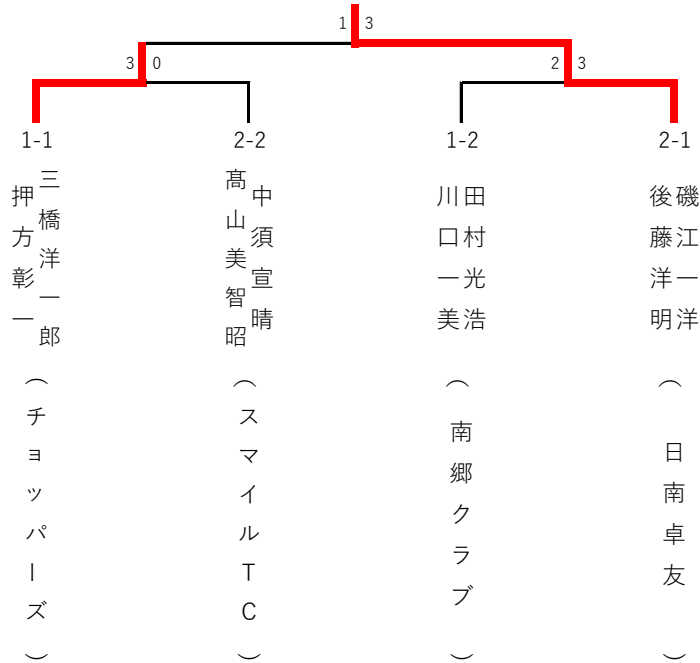 1 3
3 0
2 3
1-1
2-2
1-2
2-1
三橋洋一郎
押方彰一
（チョッパーズ）
中須宣晴
髙山美智昭
（スマイルTC）
田村光浩
川口一美
（南郷クラブ）
磯江一洋
後藤洋明
（日南卓友）